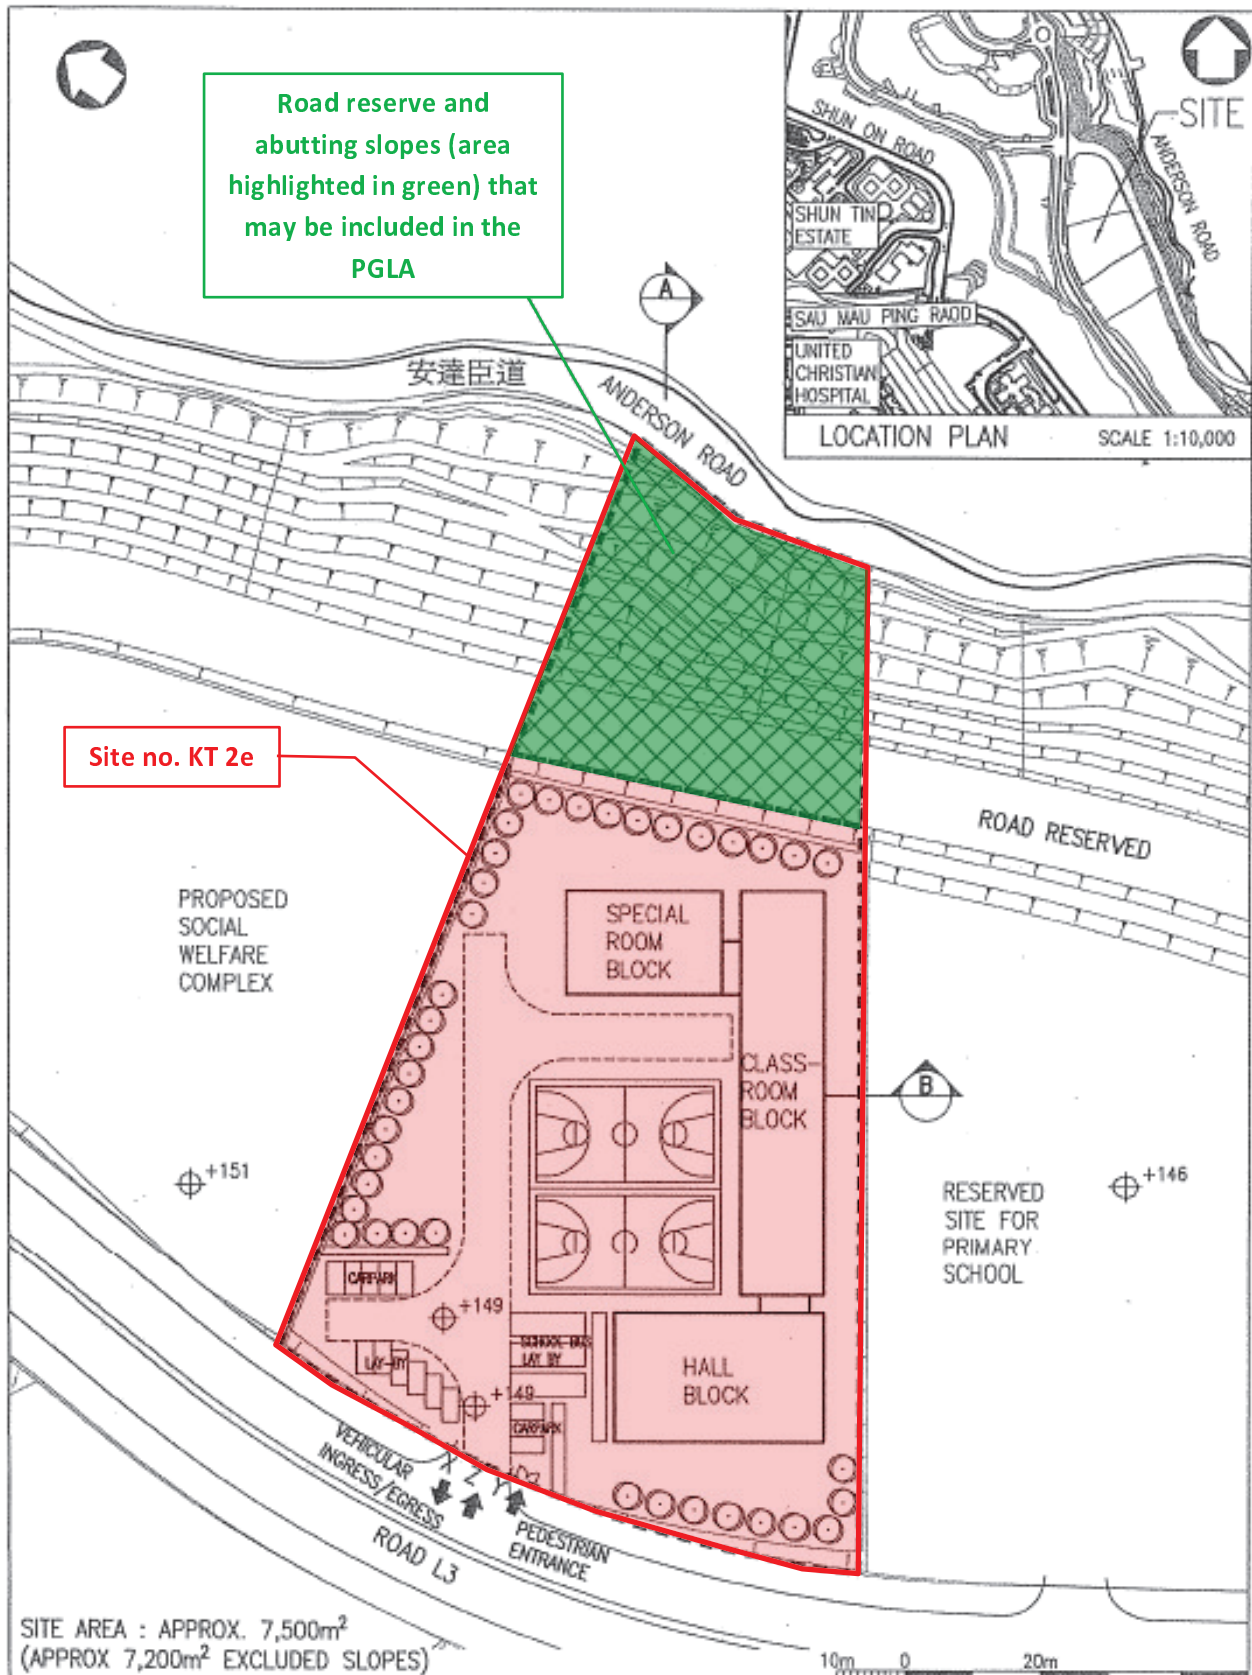 Road reserve and
abutting slopes (area
highlighted in green) that
may be included in the
PGLA
SHUN ON ROAD
SITE
ANDERSON ROAD
SHUN TIN
ESTATE
SAU MAU PING RAOD
UNITED
CHRISTIAN
HOSPITAL
LOCATION PLAN
SCALE 1:10,000
A
安達臣道
ANDERSON ROAD
Site no. KT 2e
ROAD RESERVED
PROPOSED
SOCIAL
WELFARE
COMPLEX
SPECIAL
ROOM
BLOCK
CLASS-
ROOM
BLOCK
B
+151
+146
RESERVED
SITE FOR
PRIMARY
SCHOOL
CARPARK
+149
SCHOOL BUS
LAY BY
LAY-BY
HALL
BLOCK
+149
CARPARK
VEHICULAR
INGRESS/EGRESS
X
Z
Y
PEDESTRIAN
ENTRANCE
ROAD L3
SITE AREA : APPROX. 7,500m²
(APPROX 7,200m² EXCLUDED SLOPES)
10m 0 20m